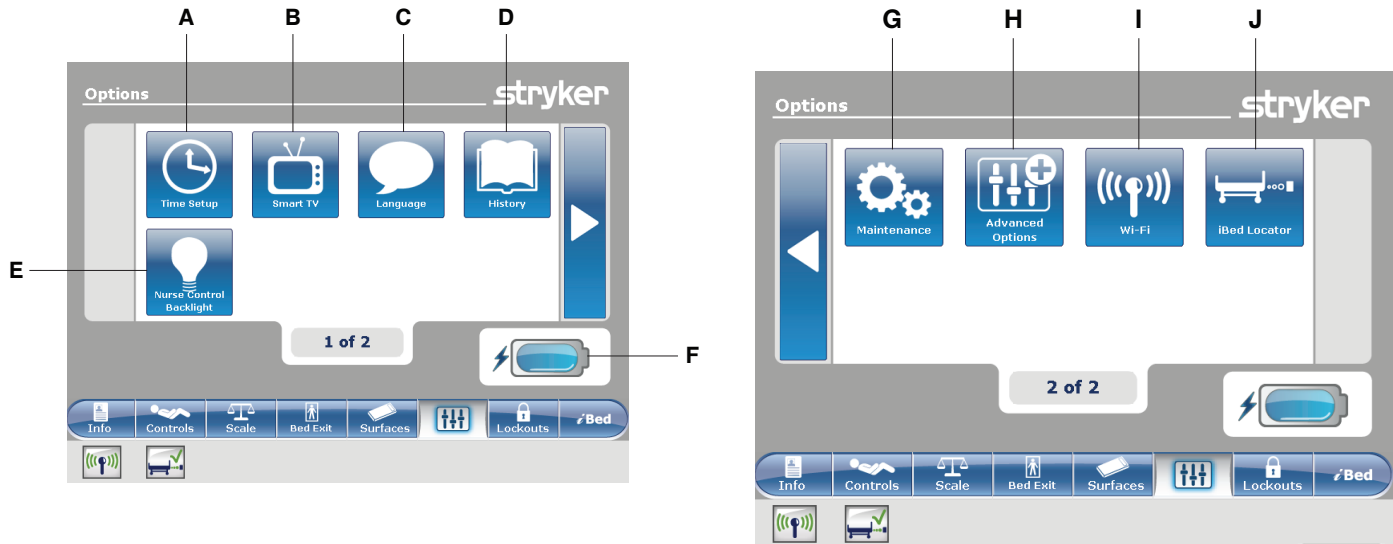 A
B
C
D
Options
stryker
Time Setup
Smart TV
Language
History
E
Nurse Control
Backlight
1 of 2
F
Info
Controls
Scale
Bed Exit
Surfaces
Lockouts
iBed
G
H
I
J
Options
stryker
Maintenance
Advanced
Options
Wi-Fi
iBed Locator
2 of 2
Info
Controls
Scale
Bed Exit
Surfaces
Lockouts
iBed